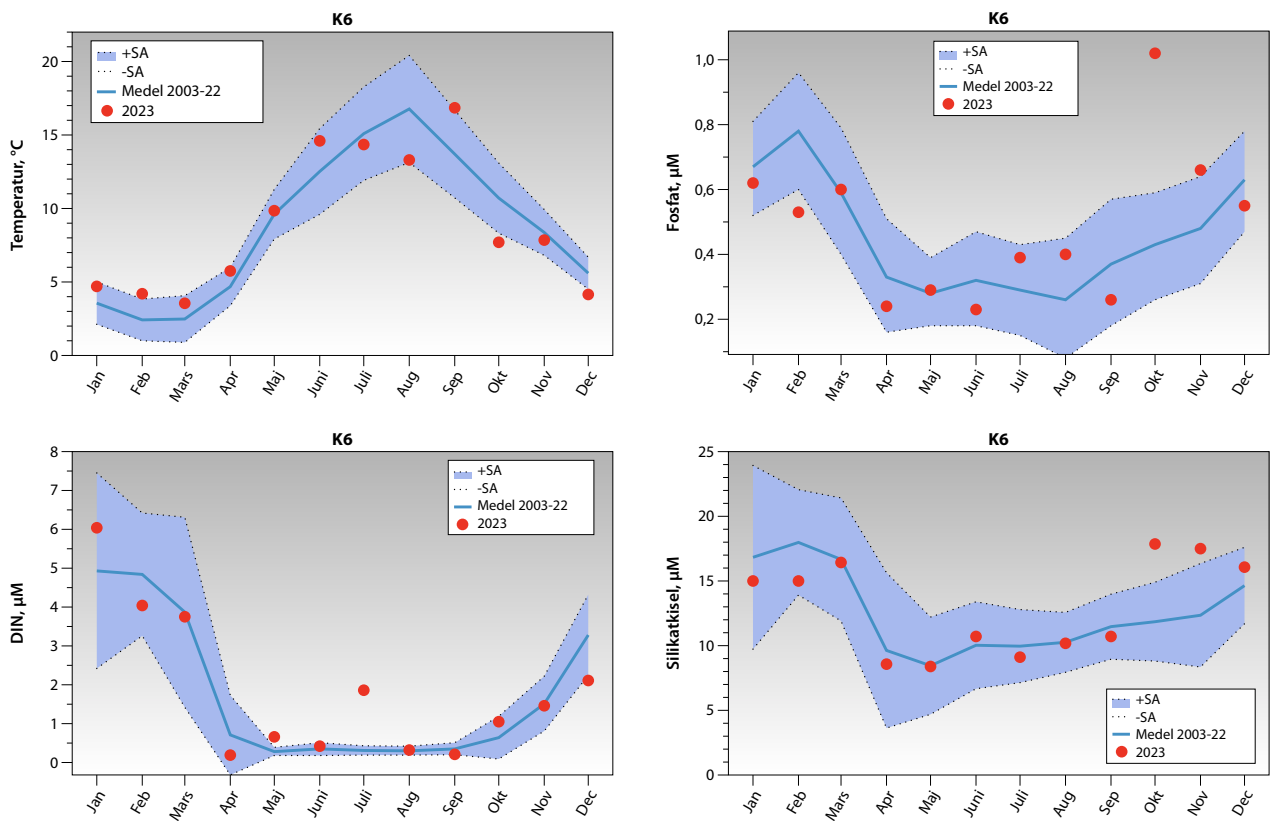 K6
Temperatur, °C
20
15
10
5
0
+SA
-SA
Medel 2003-22
2023
Jan
Feb
Mars
Apr
Maj
Juni
Juli
Aug
Sep
Okt
Nov
Dec
K6
Fosfat, µM
1,0
0,8
0,6
0,4
0,2
+SA
-SA
Medel 2003-22
2023
Jan
Feb
Mars
Apr
Maj
Juni
Juli
Aug
Sep
Okt
Nov
Dec
K6
DIN, µM
8
7
6
5
4
3
2
1
0
+SA
-SA
Medel 2003-22
2023
Jan
Feb
Mars
Apr
Maj
Juni
Juli
Aug
Sep
Okt
Nov
Dec
K6
Silikatkisel, µM
25
20
15
10
5
0
+SA
-SA
Medel 2003-22
2023
Jan
Feb
Mars
Apr
Maj
Juni
Juli
Aug
Sep
Okt
Nov
Dec